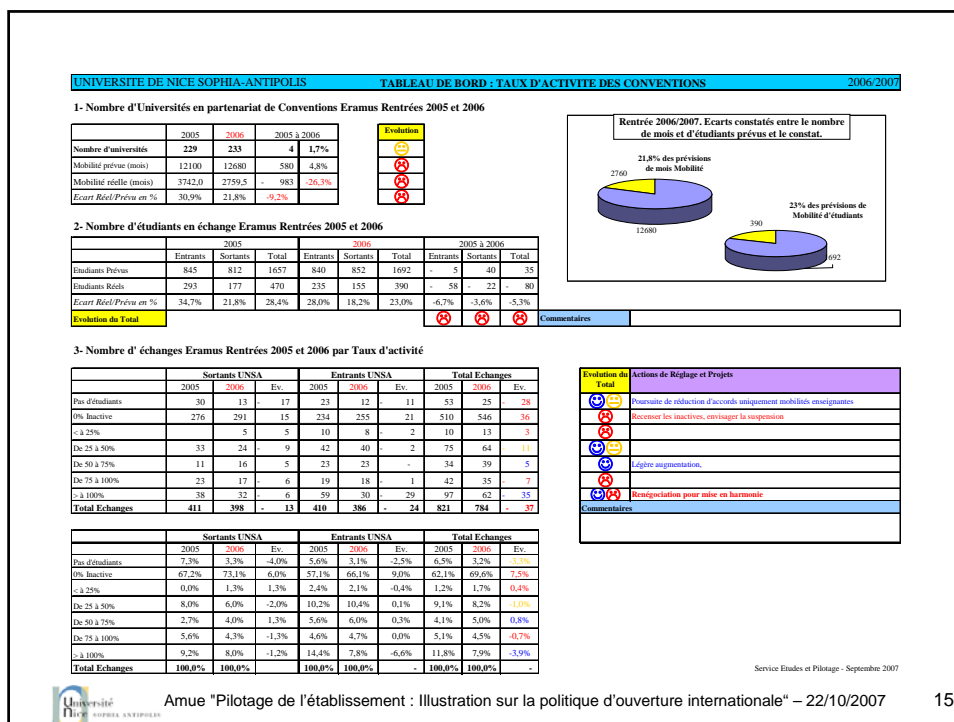 UNIVERSITE DE NICE SOPHIA-ANTIPOLIS TABLEAU DE BORD : TAUX D'ACTIVITE DES CONVENTIONS 2006/2007
1- Nombre d'Universités en partenariat de Conventions Eramus Rentrées 2005 et 2006
2005 2006 2005 à 2006 Evolution
Nombre d'universités 229 233 4 1,7%
Mobilité prévue (mois) 12100 12680 580 4,8%
Mobilité réelle (mois) 3742,0 2759,5 - 983 -26,3%
Ecart Réel/Prévu en % 30,9% 21,8% -9,2%
Rentrée 2006/2007. Ecarts constatés entre le nombre
de mois et d'étudiants prévus et le constat.
21,8% des prévisions
de mois Mobilité
2760
12680
23% des prévisions de
Mobilité d'étudiants
390
1692
2- Nombre d'étudiants en échange Eramus Rentrées 2005 et 2006
2005 2006 2005 à 2006
Entrants Sortants Total Entrants Sortants Total Entrants Sortants Total
Etudiants Prévus 845 812 1657 840 852 1692 - 5 40 35
Etudiants Réels 293 177 470 235 155 390 - 58 - 22 - 80
Ecart Réel/Prévu en % 34,7% 21,8% 28,4% 28,0% 18,2% 23,0% -6,7% -3,6% -5,3%
Evolution du Total Commentaires
3- Nombre d' échanges Eramus Rentrées 2005 et 2006 par Taux d'activité
Sortants UNSA Entrants UNSA Total Echanges
2005 2006 Ev. 2005 2006 Ev. 2005 2006 Ev.
Pas d'étudiants 30 13 - 17 23 12 - 11 53 25 - 28
0% Inactive 276 291 15 234 255 21 510 546 36
< à 25% 5 5 10 8 - 2 10 13 3
De 25 à 50% 33 24 - 9 42 40 - 2 75 64 - 11
De 50 à 75% 11 16 5 23 23 - 34 39 5
De 75 à 100% 23 17 - 6 19 18 - 1 42 35 - 7
> à 100% 38 32 - 6 59 30 - 29 97 62 - 35
Total Echanges 411 398 - 13 410 386 - 24 821 784 - 37
Evolution du Total Actions de Réglage et Projets
Poursuite de réduction d'accords uniquement mobilités enseignantes
Recenser les inactives, envisager la suspension
Légère augmentation,
Renégociation pour mise en harmonie
Commentaires
Sortants UNSA Entrants UNSA Total Echanges
2005 2006 Ev. 2005 2006 Ev. 2005 2006 Ev.
Pas d'étudiants 7,3% 3,3% -4,0% 5,6% 3,1% -2,5% 6,5% 3,2% -3,3%
0% Inactive 67,2% 73,1% 6,0% 57,1% 66,1% 9,0% 62,1% 69,6% 7,5%
< à 25% 0,0% 1,3% 1,3% 2,4% 2,1% -0,4% 1,2% 1,7% 0,4%
De 25 à 50% 8,0% 6,0% -2,0% 10,2% 10,4% 0,1% 9,1% 8,2% -1,0%
De 50 à 75% 2,7% 4,0% 1,3% 5,6% 6,0% 0,3% 4,1% 5,0% 0,8%
De 75 à 100% 5,6% 4,3% -1,3% 4,6% 4,7% 0,0% 5,1% 4,5% -0,7%
> à 100% 9,2% 8,0% -1,2% 14,4% 7,8% -6,6% 11,8% 7,9% -3,9%
Total Echanges 100,0% 100,0% 100,0% 100,0% - 100,0% 100,0% -
Service Etudes et Pilotage - Septembre 2007
Université Nice SOPHIA ANTIPOLIS
Amue "Pilotage de l'établissement : Illustration sur la politique d'ouverture internationale" – 22/10/2007 15